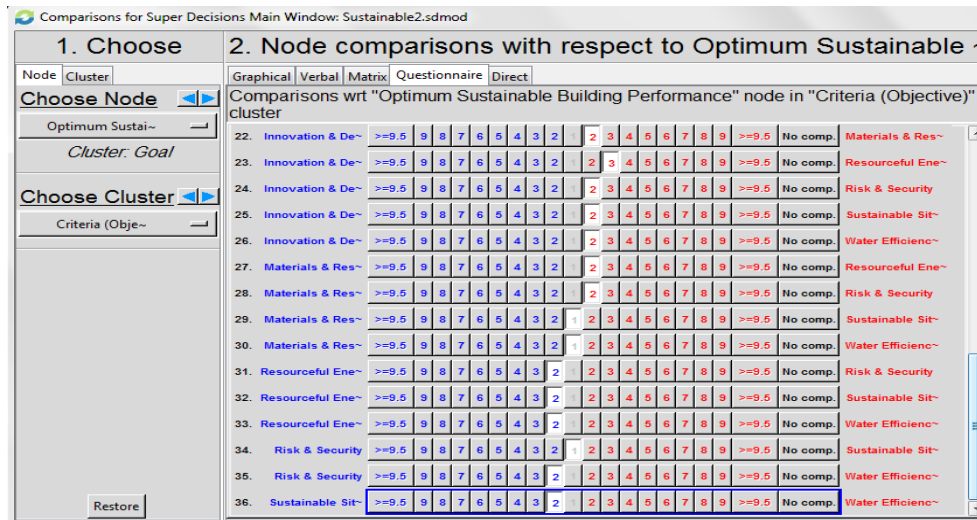 Comparisons for Super Decisions Main Window: Sustainable2.sdmod
1. Choose
2. Node comparisons with respect to Optimum Sustainable ~
Node Cluster
Graphical Verbal Matrix Questionnaire Direct
Choose Node
Comparisons wrt "Optimum Sustainable Building Performance" node in "Criteria (Objective)"
cluster
Optimum Sustai~
Cluster: Goal
Choose Cluster
Criteria (Obje~
22. Innovation & De~ >=9.5 9 8 7 6 5 4 3 2 1 2 3 4 5 6 7 8 9 >=9.5 No comp. Materials & Res~
23. Innovation & De~ >=9.5 9 8 7 6 5 4 3 2 1 2 3 4 5 6 7 8 9 >=9.5 No comp. Resourceful Ene~
24. Innovation & De~ >=9.5 9 8 7 6 5 4 3 2 1 2 3 4 5 6 7 8 9 >=9.5 No comp. Risk & Security
25. Innovation & De~ >=9.5 9 8 7 6 5 4 3 2 1 2 3 4 5 6 7 8 9 >=9.5 No comp. Sustainable Sit~
26. Innovation & De~ >=9.5 9 8 7 6 5 4 3 2 1 2 3 4 5 6 7 8 9 >=9.5 No comp. Water Efficienc~
27. Materials & Res~ >=9.5 9 8 7 6 5 4 3 2 1 2 3 4 5 6 7 8 9 >=9.5 No comp. Resourceful Ene~
28. Materials & Res~ >=9.5 9 8 7 6 5 4 3 2 1 2 3 4 5 6 7 8 9 >=9.5 No comp. Risk & Security
29. Materials & Res~ >=9.5 9 8 7 6 5 4 3 2 1 2 3 4 5 6 7 8 9 >=9.5 No comp. Sustainable Sit~
30. Materials & Res~ >=9.5 9 8 7 6 5 4 3 2 1 2 3 4 5 6 7 8 9 >=9.5 No comp. Water Efficienc~
31. Resourceful Ene~ >=9.5 9 8 7 6 5 4 3 2 1 2 3 4 5 6 7 8 9 >=9.5 No comp. Risk & Security
32. Resourceful Ene~ >=9.5 9 8 7 6 5 4 3 2 1 2 3 4 5 6 7 8 9 >=9.5 No comp. Sustainable Sit~
33. Resourceful Ene~ >=9.5 9 8 7 6 5 4 3 2 1 2 3 4 5 6 7 8 9 >=9.5 No comp. Water Efficienc~
34. Risk & Security >=9.5 9 8 7 6 5 4 3 2 1 2 3 4 5 6 7 8 9 >=9.5 No comp. Sustainable Sit~
35. Risk & Security >=9.5 9 8 7 6 5 4 3 2 1 2 3 4 5 6 7 8 9 >=9.5 No comp. Water Efficienc~
36. Sustainable Sit~ >=9.5 9 8 7 6 5 4 3 2 1 2 3 4 5 6 7 8 9 >=9.5 No comp. Water Efficienc~
Restore